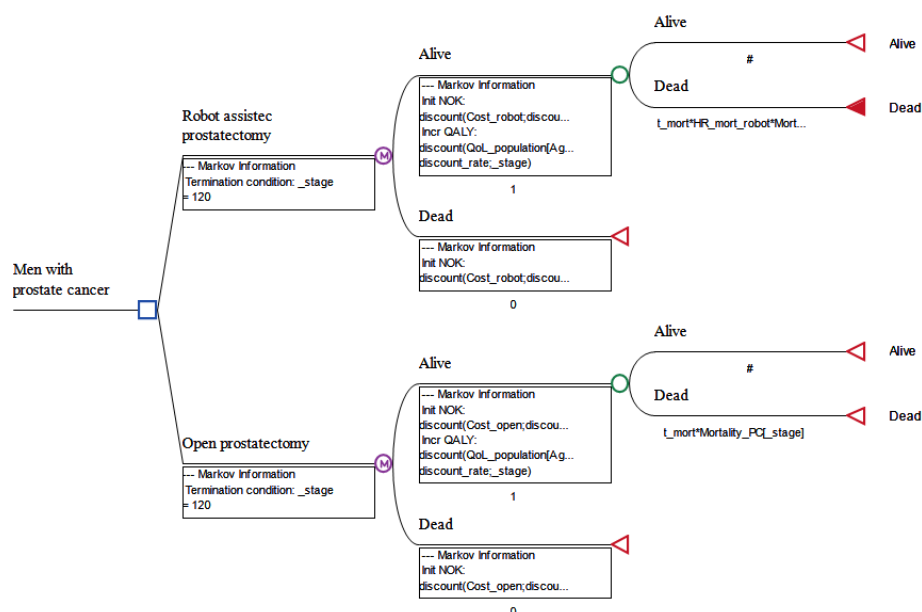 Men with
prostate cancer
Robot assistec
prostatectomy
--- Markov Information
Termination condition: _stage
= 120
M
Alive
--- Markov Information
Init NOK:
discount(Cost_robot;discou...
Incr QALY:
discount(QoL_population[Ag...
discount_rate;_stage)
1
Alive
#
Alive
Dead
t_mort*HR_mort_robot*Mort...
Dead
Dead
--- Markov Information
Init NOK:
discount(Cost_robot;discou...
0
Open prostatectomy
--- Markov Information
Termination condition: _stage
= 120
M
Alive
--- Markov Information
Init NOK:
discount(Cost_open;discou...
Incr QALY:
discount(QoL_population[Ag...
discount_rate;_stage)
1
Alive
#
Alive
Dead
t_mort*Mortality_PC[_stage]
Dead
Dead
--- Markov Information
Init NOK:
discount(Cost_open;discou...
0